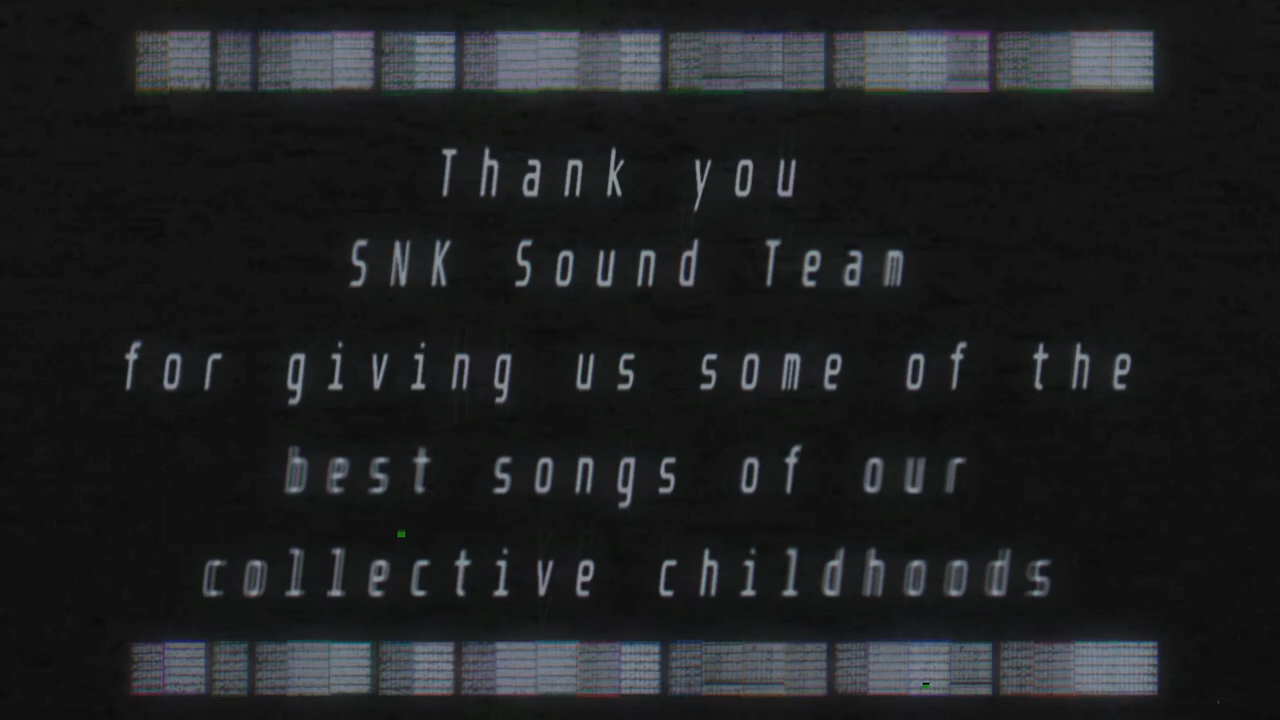 Thank you
SNK Sound Team
for giving us some of the
best songs of our
collective childhoods